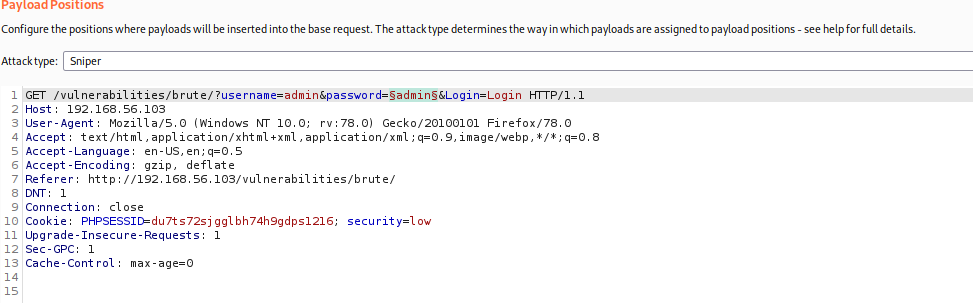 Payload Positions
Configure the positions where payloads will be inserted into the base request. The attack type determines the way in which payloads are assigned to payload positions - see help for full details.
Attack type: Sniper
1 GET /vulnerabilities/brute/?username=admin&password=§admin§&Login=Login HTTP/1.1
2 Host: 192.168.56.103
3 User-Agent: Mozilla/5.0 (Windows NT 10.0; rv:78.0) Gecko/20100101 Firefox/78.0
4 Accept: text/html,application/xhtml+xml,application/xml;q=0.9,image/webp,*/*;q=0.8
5 Accept-Language: en-US,en;q=0.5
6 Accept-Encoding: gzip, deflate
7 Referer: http://192.168.56.103/vulnerabilities/brute/
8 DNT: 1
9 Connection: close
10 Cookie: PHPSESSID=du7ts72sjgglbh74h9gdps1216; security=low
11 Upgrade-Insecure-Requests: 1
12 Sec-GPC: 1
13 Cache-Control: max-age=0
14
15